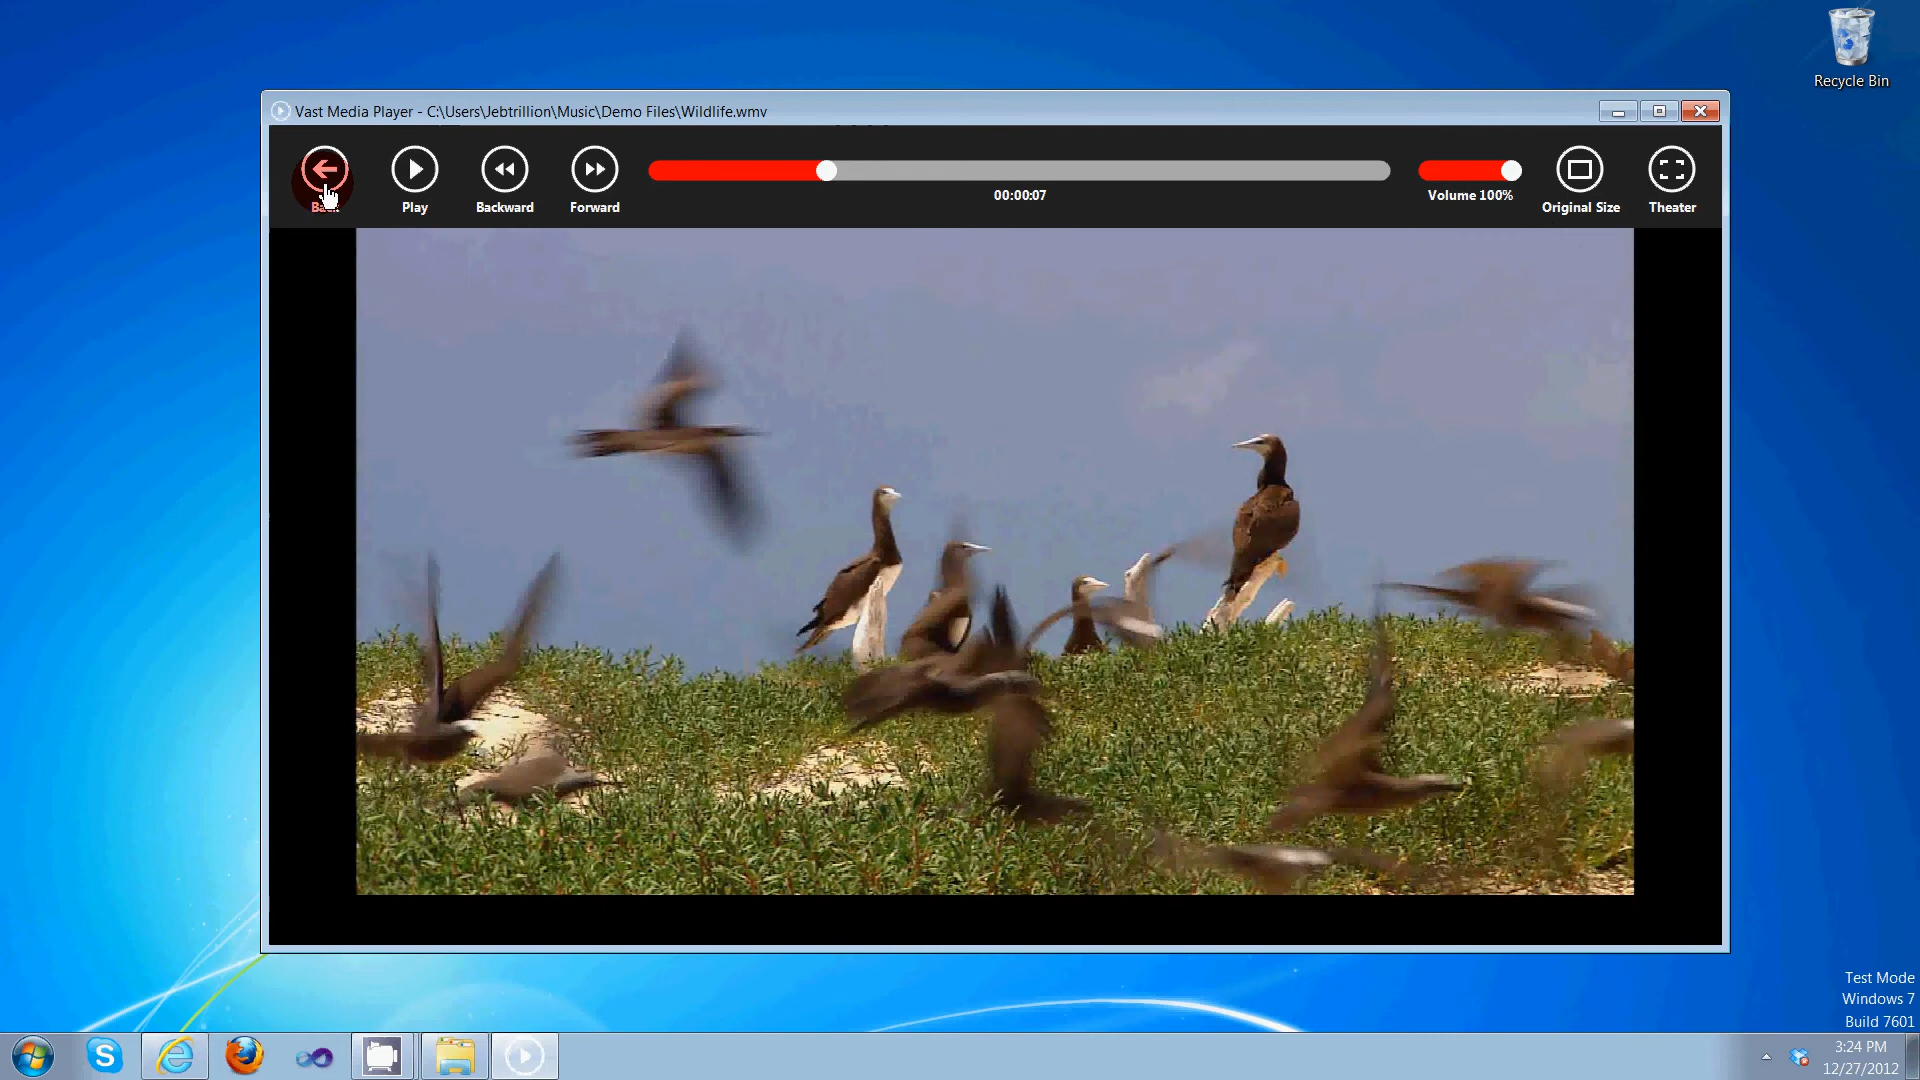 Recycle Bin
Vast Media Player - C:\Users\Jebtrillion\Music\Demo Files\Wildlife.wmv
Play
Backward
Forward
00:00:07
Volume 100%
Original Size
Theater
Test Mode
Windows 7
Build 7601
S
3:24 PM
12/27/2012